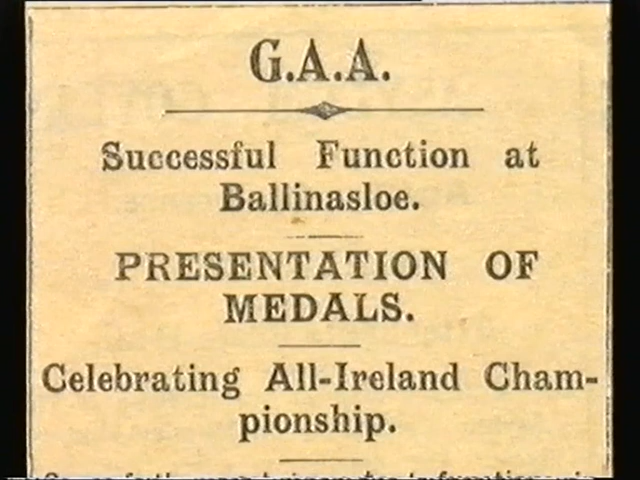 G.A.A.
Successful Function at
Ballinasloe.
PRESENTATION OF
MEDALS.
Celebrating All-Ireland Cham-
pionship.